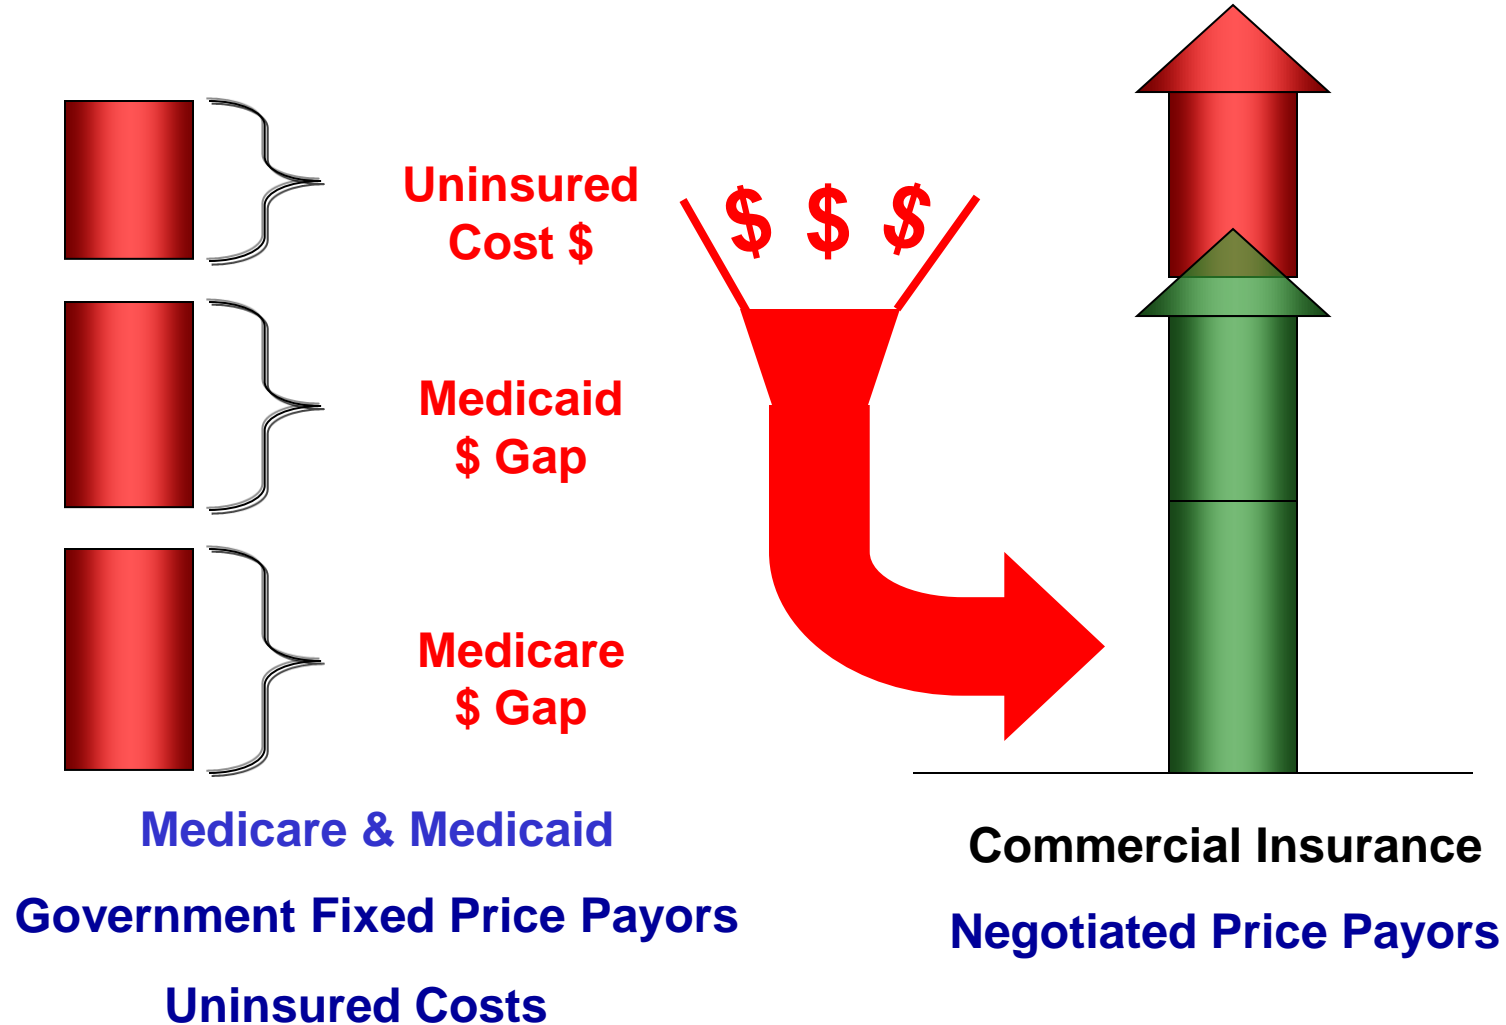 Uninsured
Cost $
$ $ $
Medicaid
$ Gap
Medicare
$ Gap
Medicare & Medicaid
Government Fixed Price Payors
Uninsured Costs
Commercial Insurance
Negotiated Price Payors